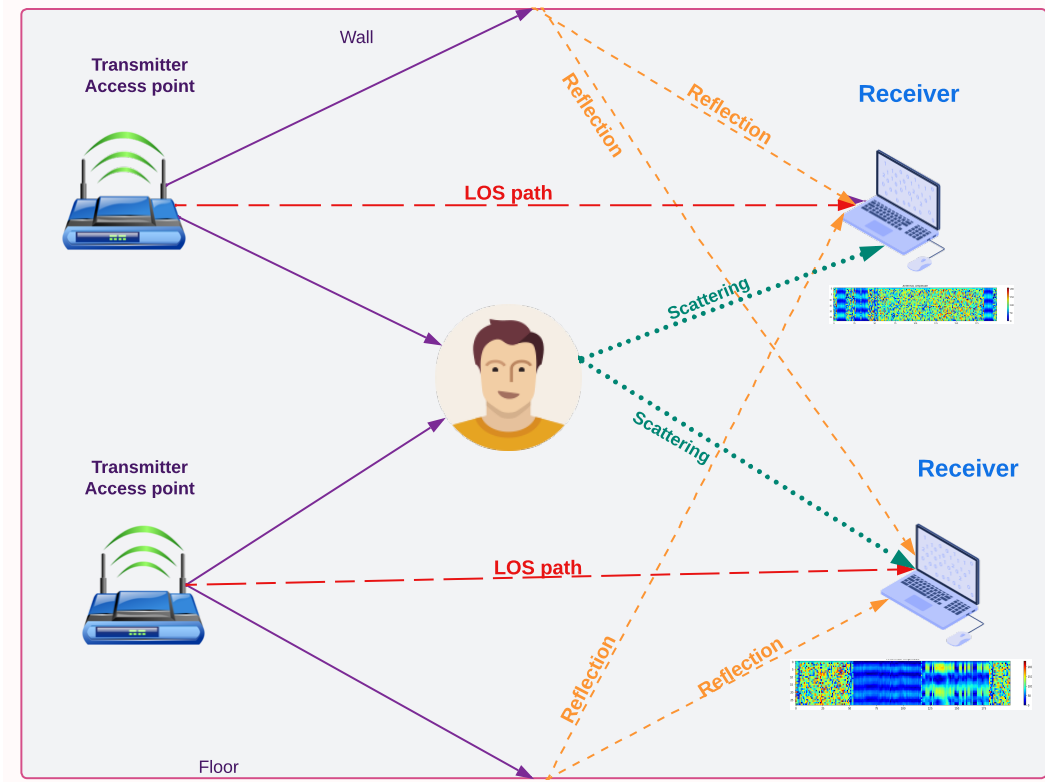 Wall
Transmitter
Access point
Receiver
Reflection
Reflection
LOS path
Scattering
Scattering
Transmitter
Access point
Receiver
LOS path
Reflection
Reflection
Floor